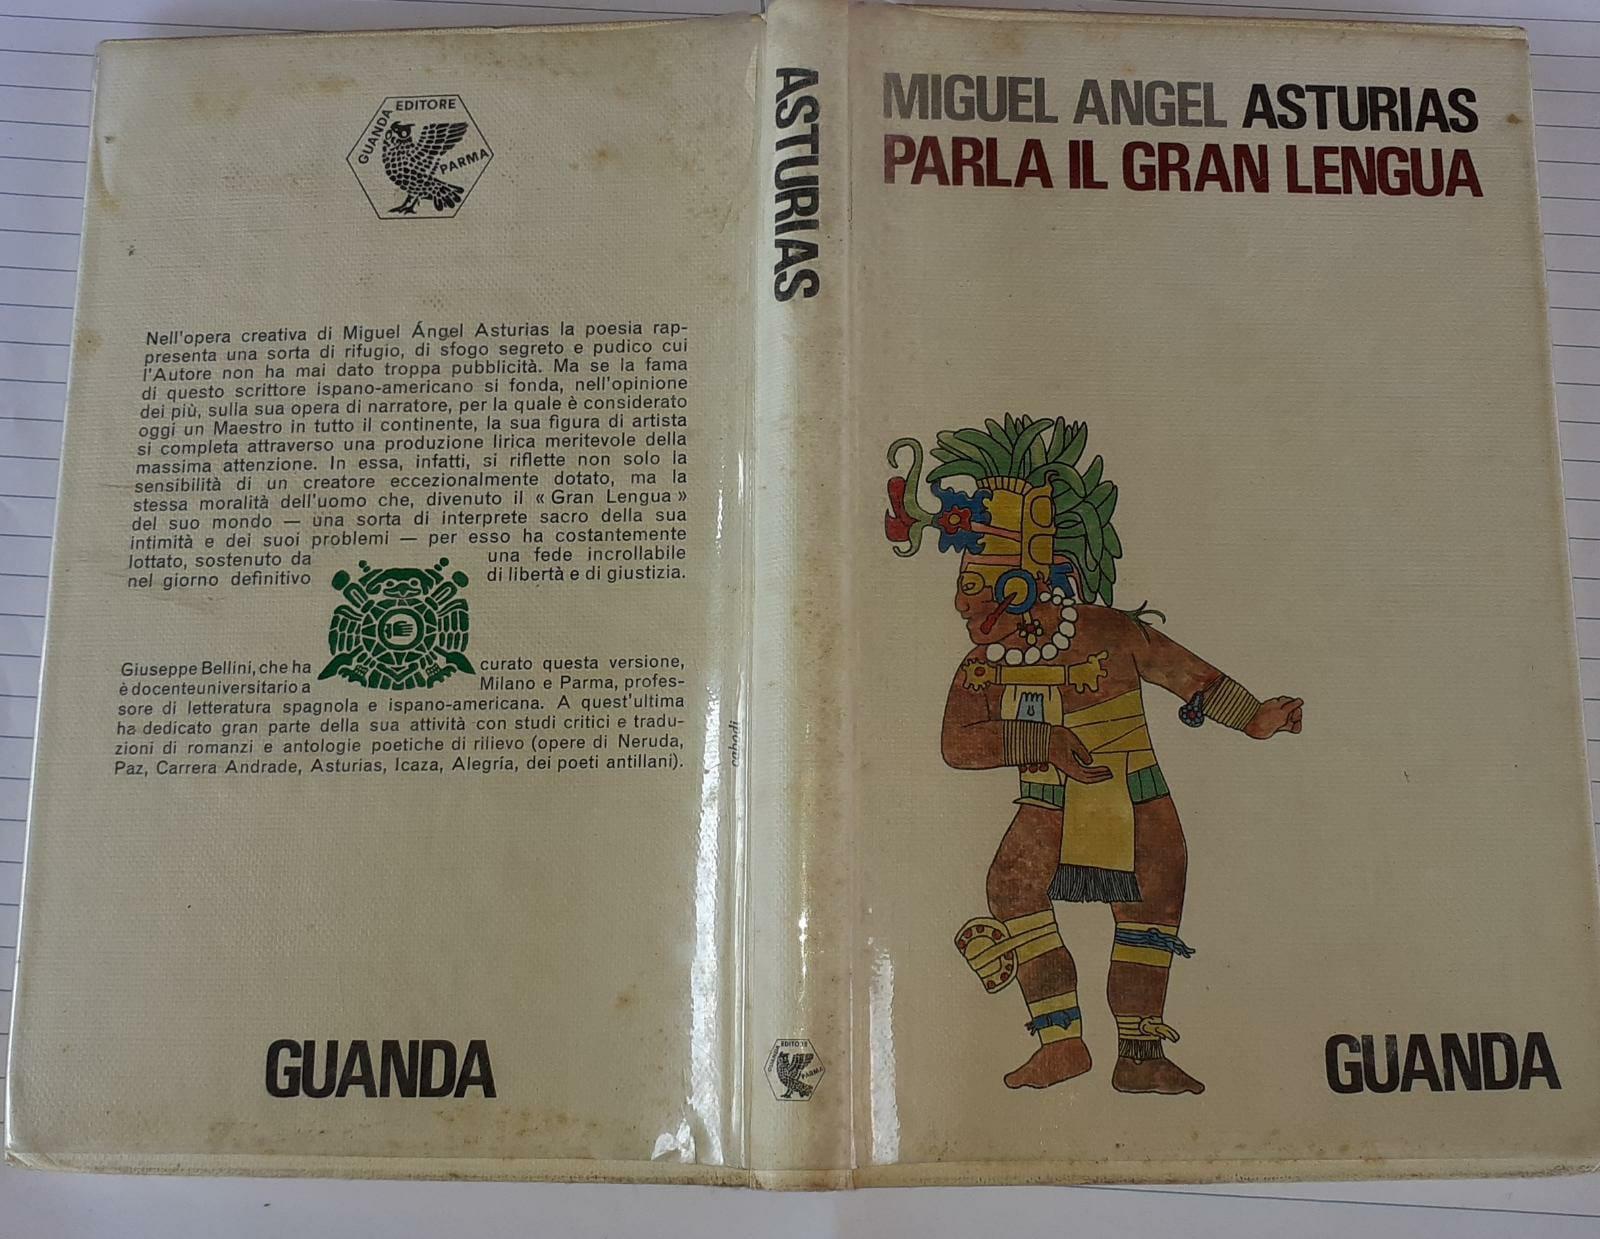 GUANDA EDITORE PARMA
Nell'opera creativa di Miguel Ángel Asturias la poesia rap-
presenta una sorta di rifugio, di sfogo segreto e pudico cui
l'Autore non ha mai dato troppa pubblicità. Ma se la fama
di questo scrittore ispano-americano si fonda, nell'opinione
dei più, sulla sua opera di narratore, per la quale è considerato
oggi un Maestro in tutto il continente, la sua figura di artista
si completa attraverso una produzione lirica meritevole della
massima attenzione. In essa, infatti, si riflette non solo la
sensibilità di un creatore eccezionalmente dotato, ma la
stessa moralità dell'uomo che, divenuto il « Gran Lengua »
del suo mondo — una sorta di interprete sacro della sua
intimità e dei suoi problemi — per esso ha costantemente
lottato, sostenuto da una fede incrollabile
nel giorno definitivo di libertà e di giustizia.
Giuseppe Bellini, che ha curato questa versione,
è docente universitario a Milano e Parma, profes-
sore di letteratura spagnola e ispano-americana. A quest'ultima
ha dedicato gran parte della sua attività con studi critici e tradu-
zioni di romanzi e antologie poetiche di rilievo (opere di Neruda,
Paz, Carrera Andrade, Asturias, Icaza, Alegría, dei poeti antillani).
cabodi
GUANDA
ASTURIAS
GUANDA EDITORE PARMA
MIGUEL ANGEL ASTURIAS
PARLA IL GRAN LENGUA
GUANDA